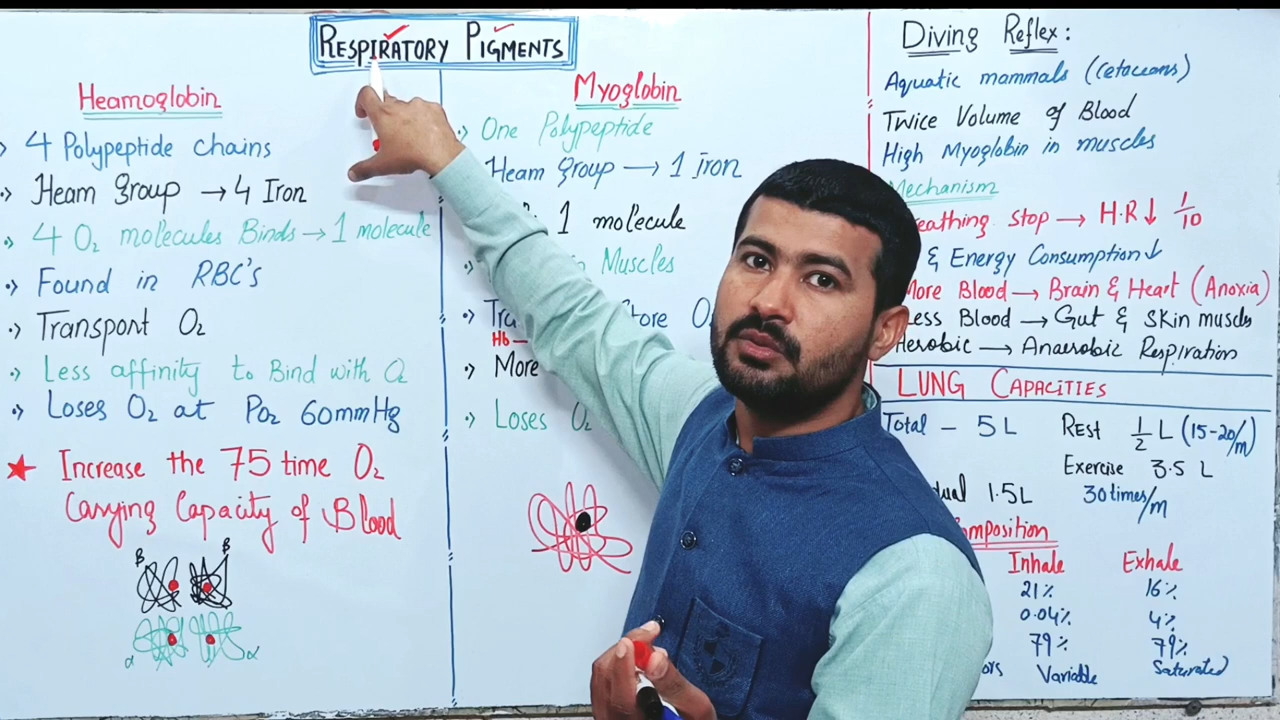 RESPIRATORY PIGMENTS
Heamoglobin
4 Polypeptide chains
Heam group → 4 Iron
4 O2 molecules Binds → 1 molecule
Found in RBC's
Transport O2
Less affinity to Bind with O2
Loses O2 at PO2 60mmHg
Increase the 75 time O2
Carrying Capacity of Blood
β β
α α
Myoglobin
One Polypeptide
Heam group → 1 iron
1 molecule
Muscles
Store O
Hb
More
Loses O2
Diving Reflex:
Aquatic mammals (Cetaceans)
Twice Volume of Blood
High Myoglobin in muscles
Mechanism
Breathing stop → H.R↓ 1/10
& Energy Consumption↓
More Blood → Brain & Heart (Anoxia)
Less Blood → Gut & Skin muscles
Aerobic → Anaerobic Respiration
LUNG CAPACITIES
Total - 5 L Rest 1/2 L (15-20/m)
Exercise 3.5 L
1.5L 30times/m
Inhale Exhale
21% 16%
0.04% 4%
79% 79%
Variable Saturated